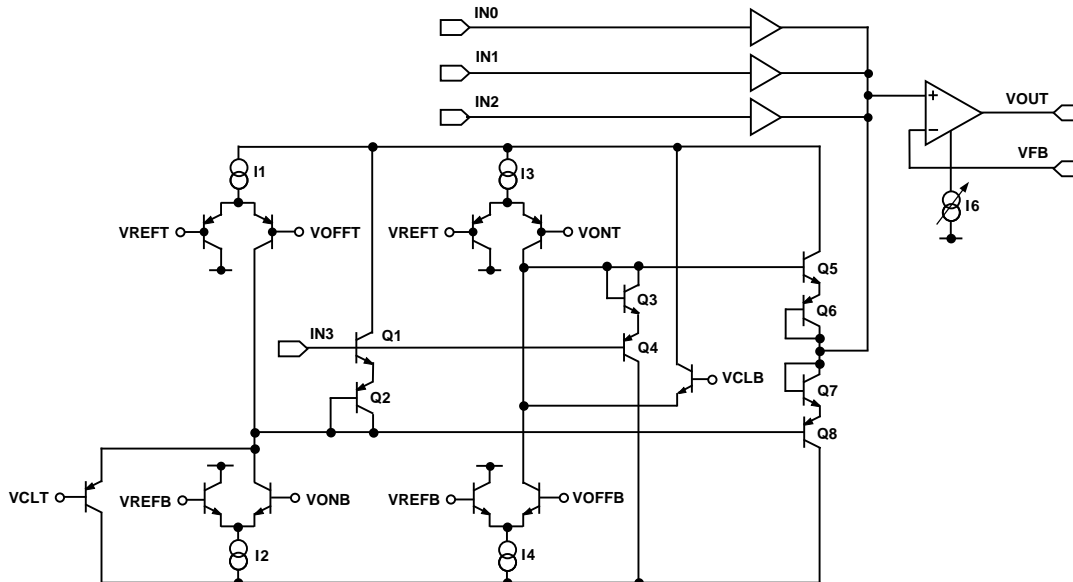 IN0
IN1
IN2
VOUT
VFB
I1
I3
I6
VREFT
VOFFT
VREFT
VONT
Q5
Q3
Q6
IN3
Q1
Q4
VCLB
Q7
Q2
Q8
VCLT
VREFB
VONB
VREFB
VOFFB
I2
I4
+
−